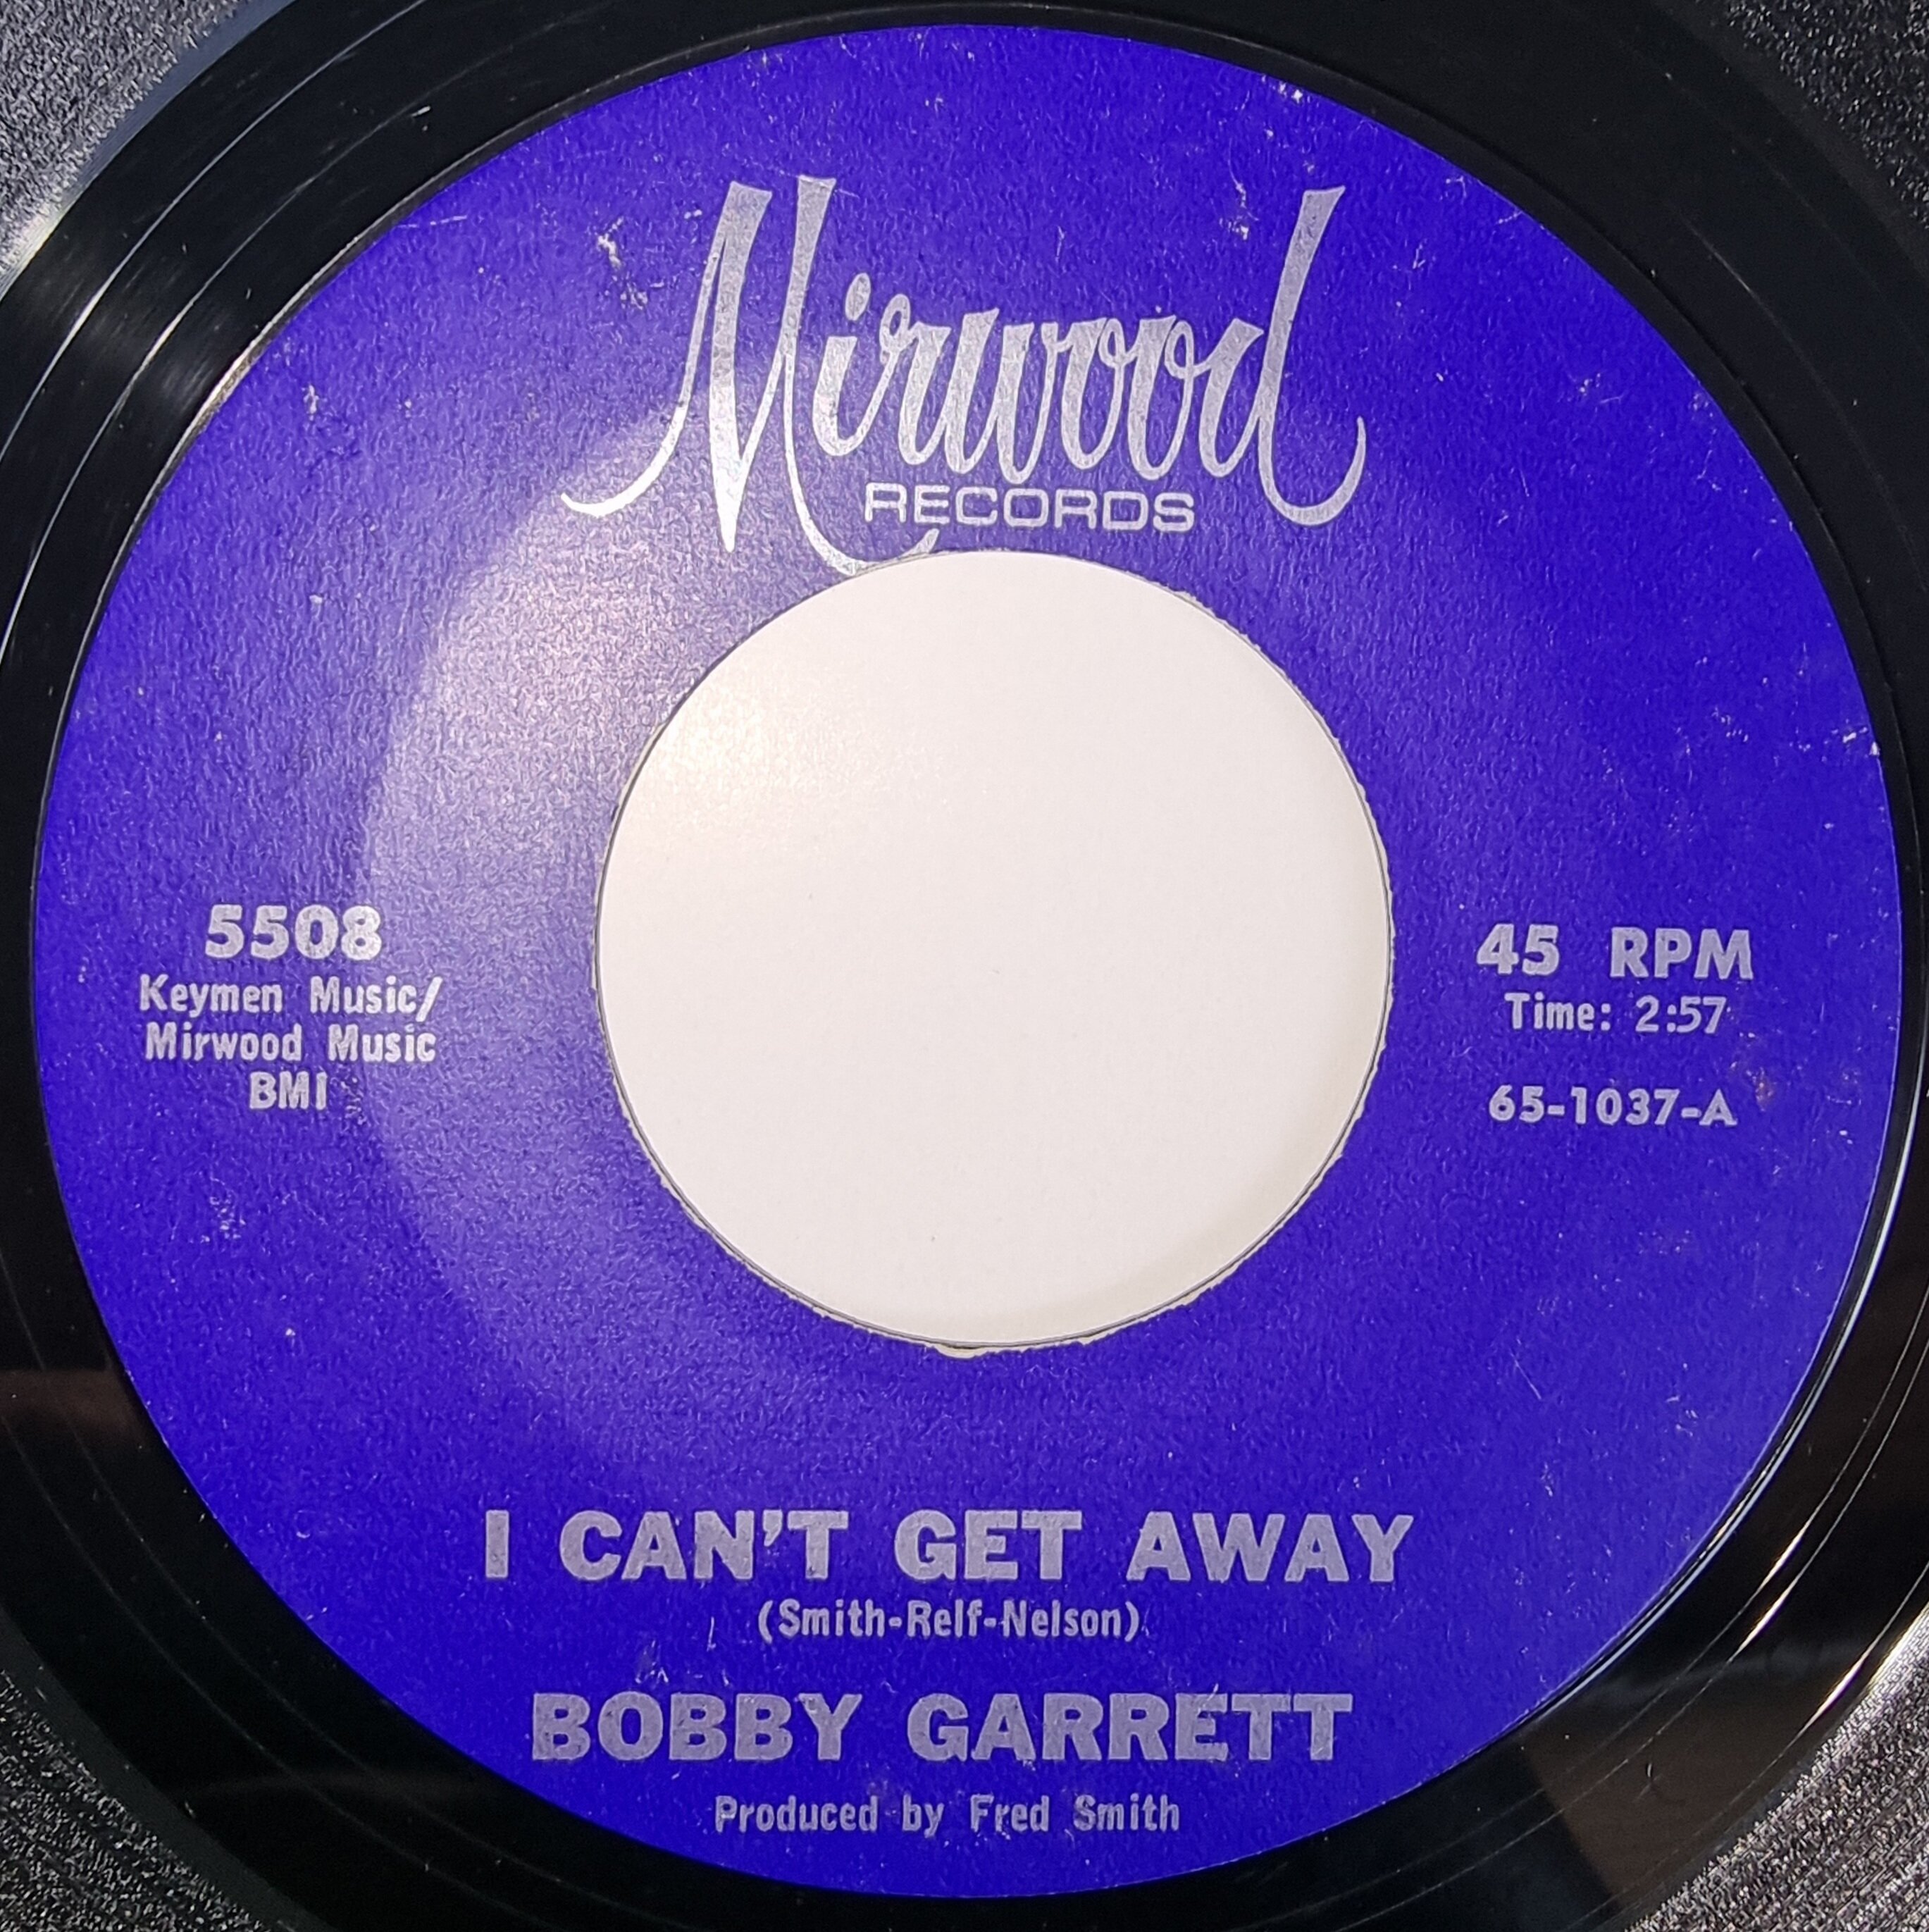 Mirwood
RECORDS
5508
Keymen Music/
Mirwood Music
BMI
45 RPM
Time: 2:57
65-1037-A
I CAN'T GET AWAY
(Smith-Relf-Nelson)
BOBBY GARRETT
Produced by Fred Smith